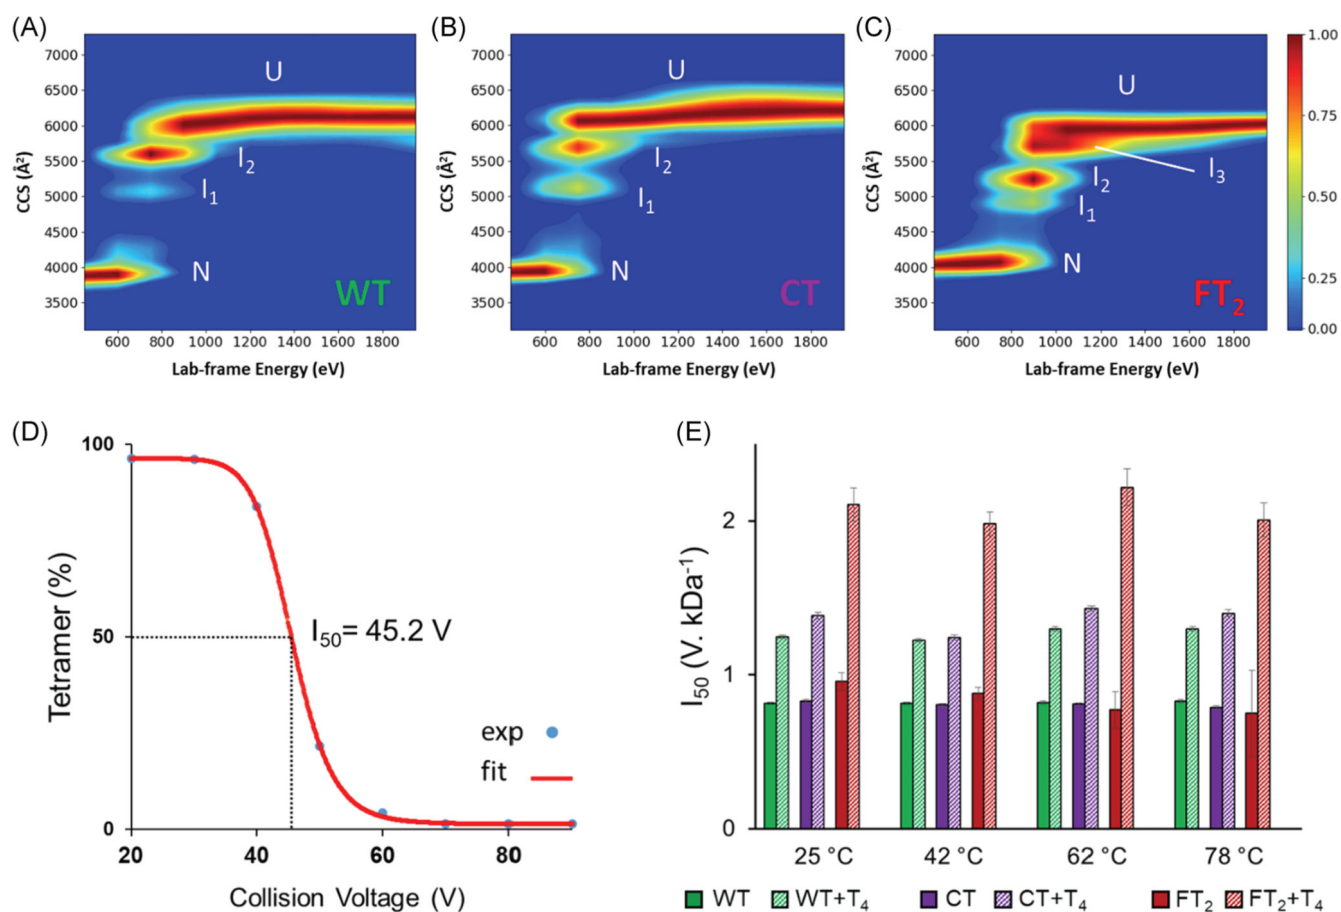 (A)
7000
6500
6000
5500
5000
4500
4000
3500
CCS (Å²)
U
I₂
I₁
N
WT
600 800 1000 1200 1400 1600 1800
Lab-frame Energy (eV)
(B)
7000
6500
6000
5500
5000
4500
4000
3500
CCS (Å²)
U
I₂
I₁
N
CT
600 800 1000 1200 1400 1600 1800
Lab-frame Energy (eV)
(C)
7000
6500
6000
5500
5000
4500
4000
3500
CCS (Å²)
U
I₃
I₂
I₁
N
FT₂
600 800 1000 1200 1400 1600 1800
Lab-frame Energy (eV)
1.00
0.75
0.50
0.25
0.00
(D)
100
50
0
Tetramer (%)
I₅₀= 45.2 V
exp
fit
20 40 60 80
Collision Voltage (V)
(E)
2
1
0
I₅₀ (V. kDa⁻¹)
25 °C 42 °C 62 °C 78 °C
WT WT+T₄ CT CT+T₄ FT₂ FT₂+T₄